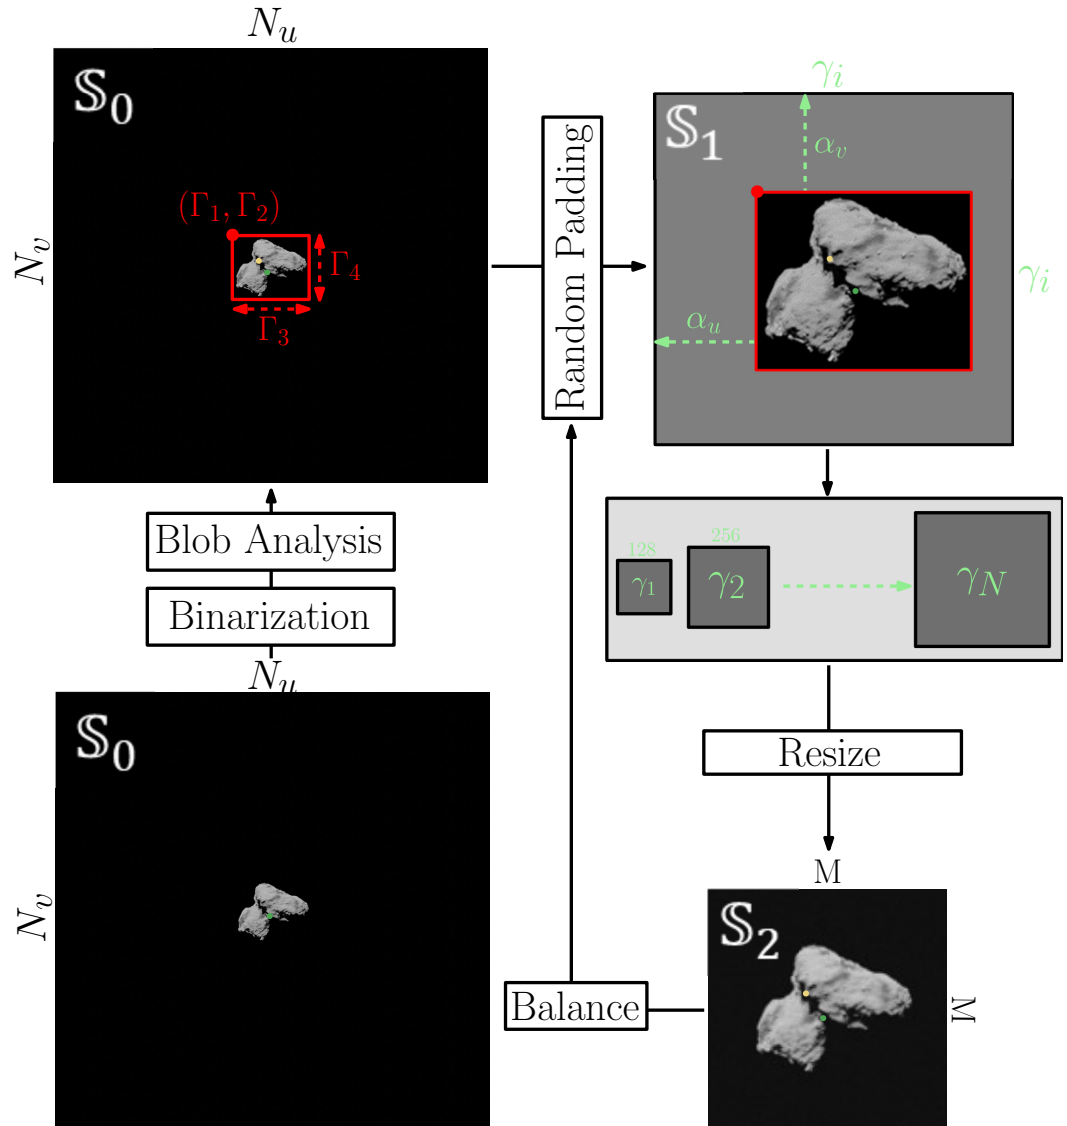 N_u
𝕊_0
(Γ_1, Γ_2)
N_v
Γ_4
Γ_3
Blob Analysis
Binarization
N_u
𝕊_0
N_v
Random Padding
γ_i
𝕊_1
α_v
γ_i
α_u
128
256
γ_1
γ_2
γ_N
Resize
M
𝕊_2
M
Balance